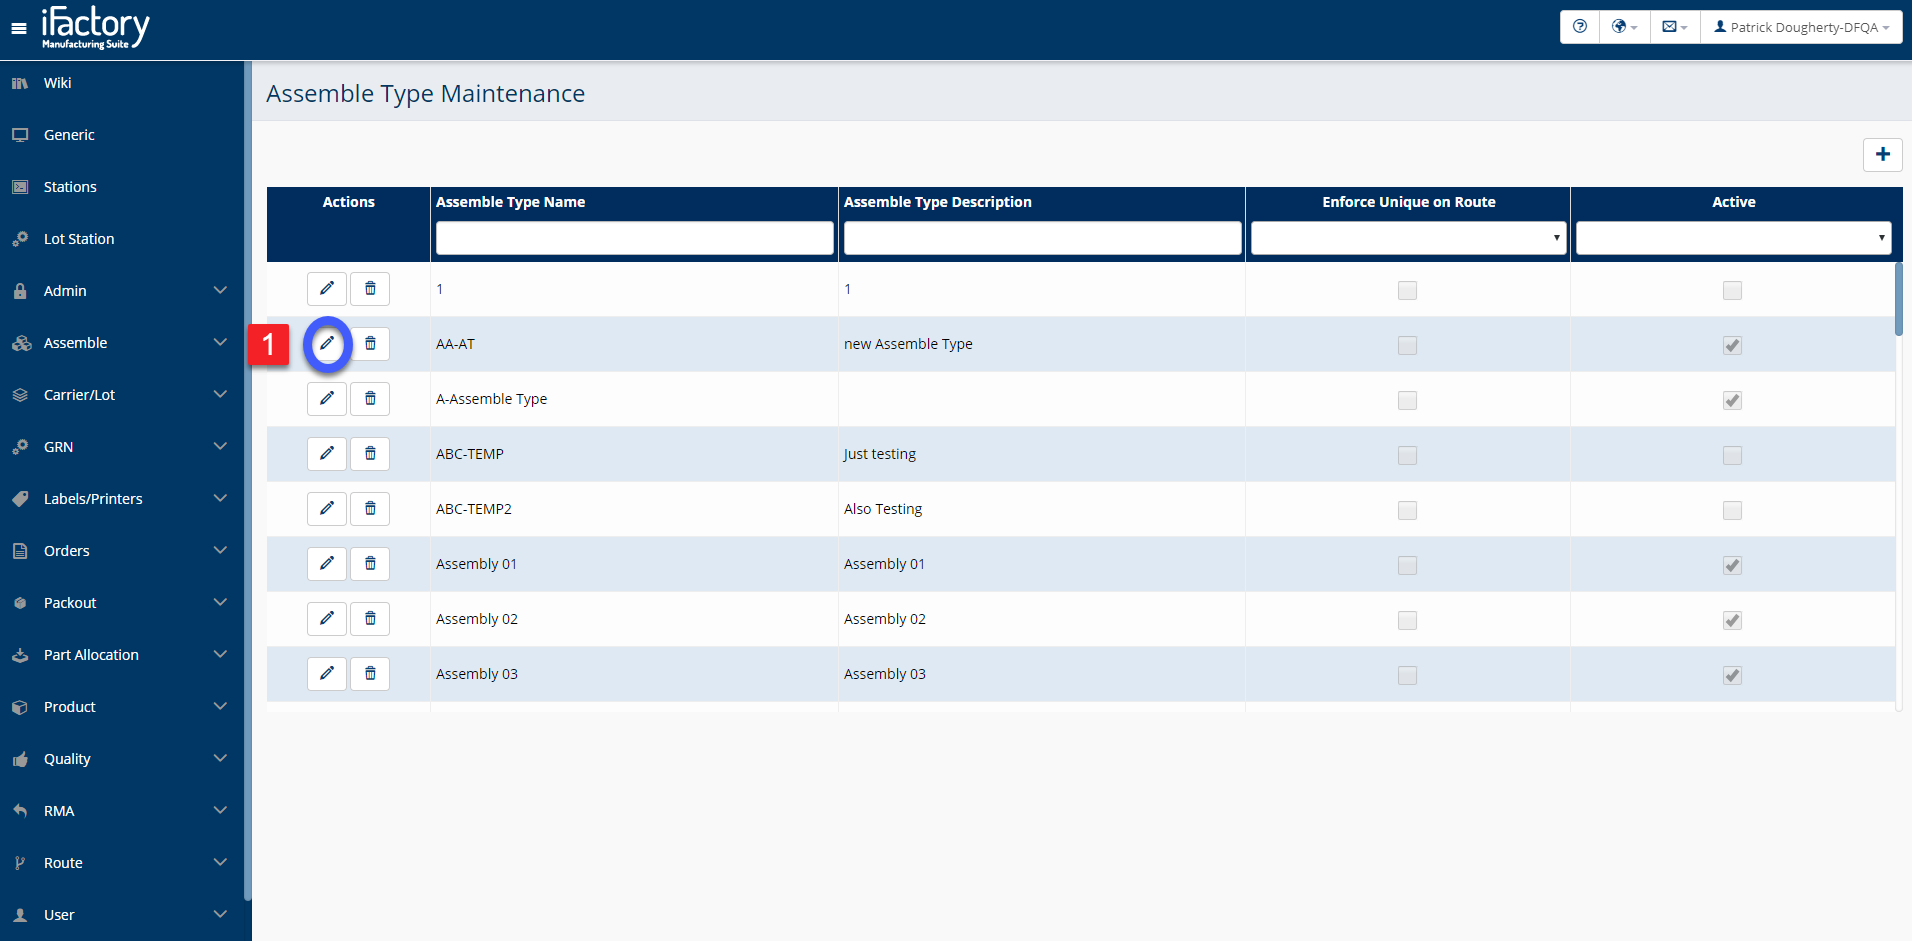 iFactory
Manufacturing Suite
Patrick Dougherty-DFQA
Wiki
Generic
Stations
Lot Station
Admin
Assemble
Carrier/Lot
GRN
Labels/Printers
Orders
Packout
Part Allocation
Product
Quality
RMA
Route
User
Assemble Type Maintenance
Actions Assemble Type Name Assemble Type Description Enforce Unique on Route Active
1 1
1 AA-AT new Assemble Type
A-Assemble Type
ABC-TEMP Just testing
ABC-TEMP2 Also Testing
Assembly 01 Assembly 01
Assembly 02 Assembly 02
Assembly 03 Assembly 03